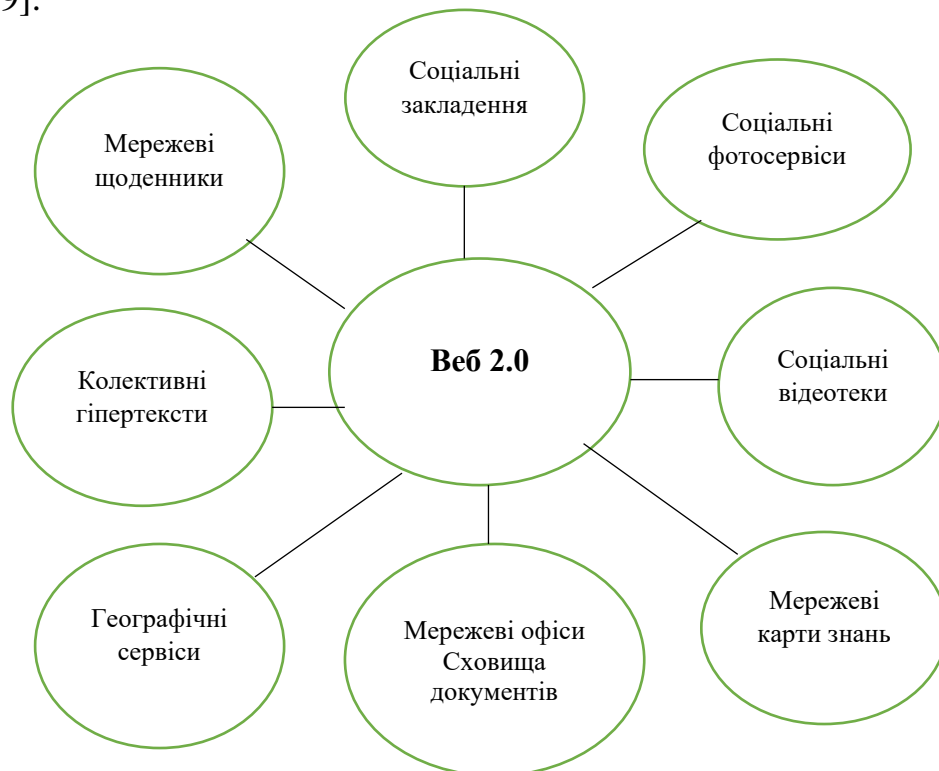 9].
Соціальні
закладення
Соціальні
фотосервіси
Мережеві
щоденники
Веб 2.0
Соціальні
відеотеки
Колективні
гіпертексти
Географічні
сервіси
Мережеві офіси
Сховища
документів
Мережеві
карти знань